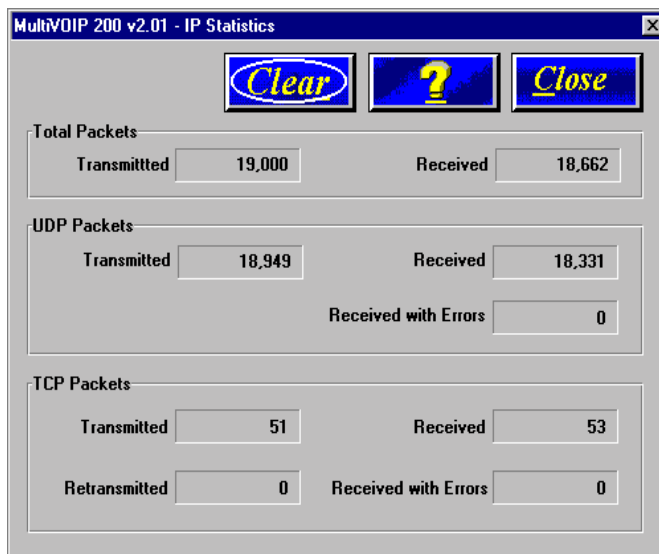 MultiVOIP 200 v2.01 - IP Statistics
Clear ? Close
Total Packets
Transmittted 19,000 Received 18,662
UDP Packets
Transmitted 18,949 Received 18,331
Received with Errors 0
TCP Packets
Transmitted 51 Received 53
Retransmitted 0 Received with Errors 0